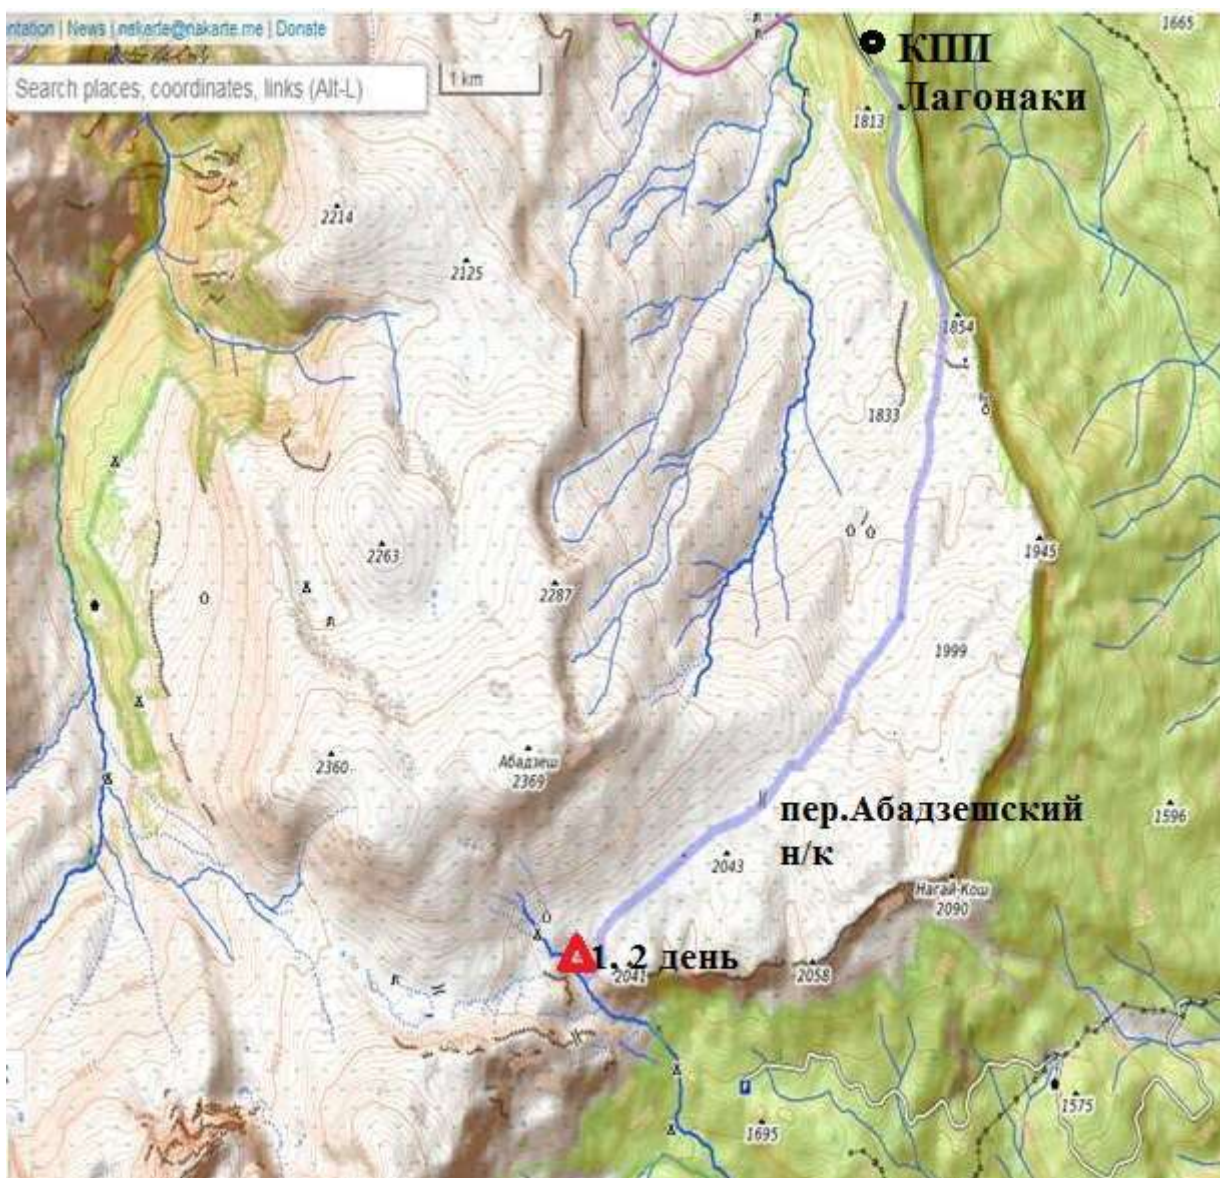 ntation | News | nakarte@nakarte.me | Donate
Search places, coordinates, links (Alt-L)
1 km
1665
КПП
Лагонаки
1813
2214
2125
1854
1833
2263
1945
2287
1999
Абадзеш
2369
2360
пер.Абадзешский
н/к
1596
2043
Нагай-Кош
2090
1, 2 день
2041
2058
1575
1695